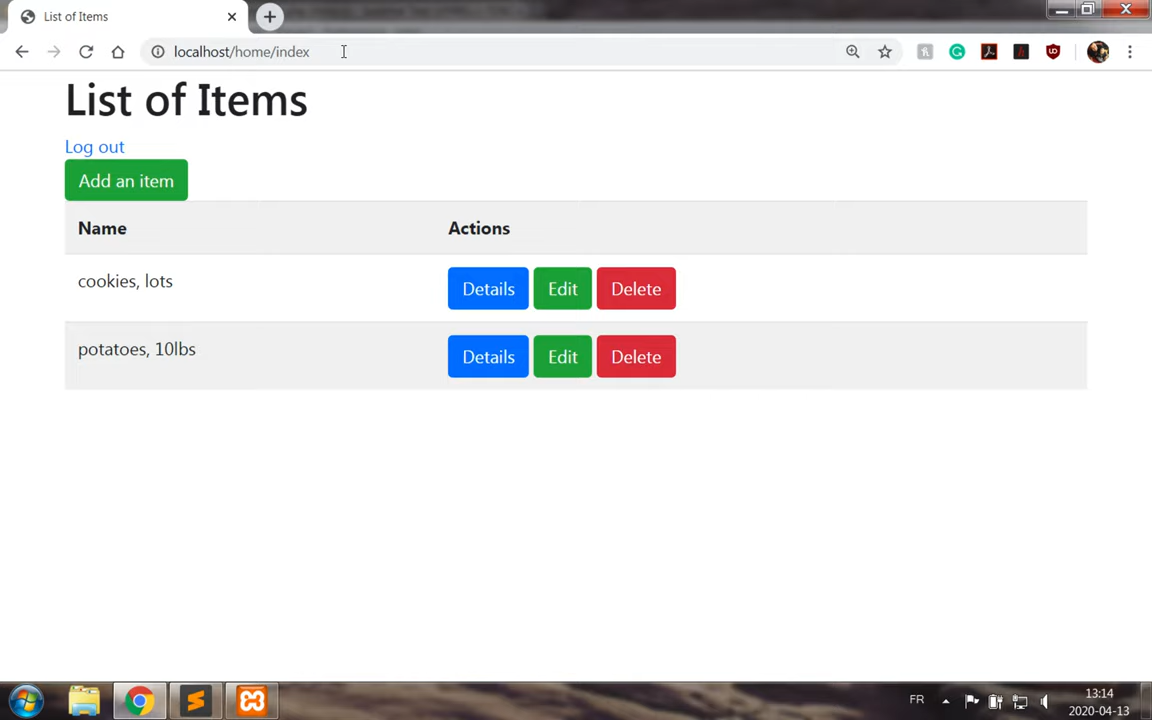 List of Items
localhost/home/index
List of Items
Log out
Add an item
Name Actions
cookies, lots Details Edit Delete
potatoes, 10lbs Details Edit Delete
FR 13:14
2020-04-13